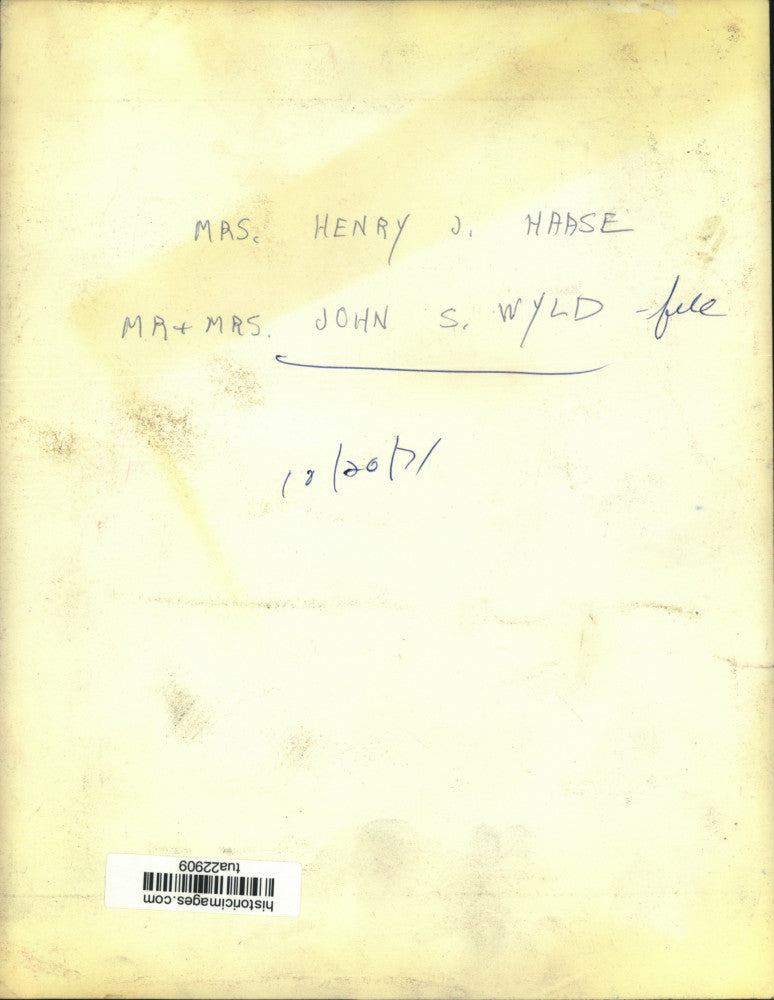 MRS. HENRY J. HAASE
MR + MRS. JOHN S. WYLD - file
10/20/71
historicimages.com
tua22909